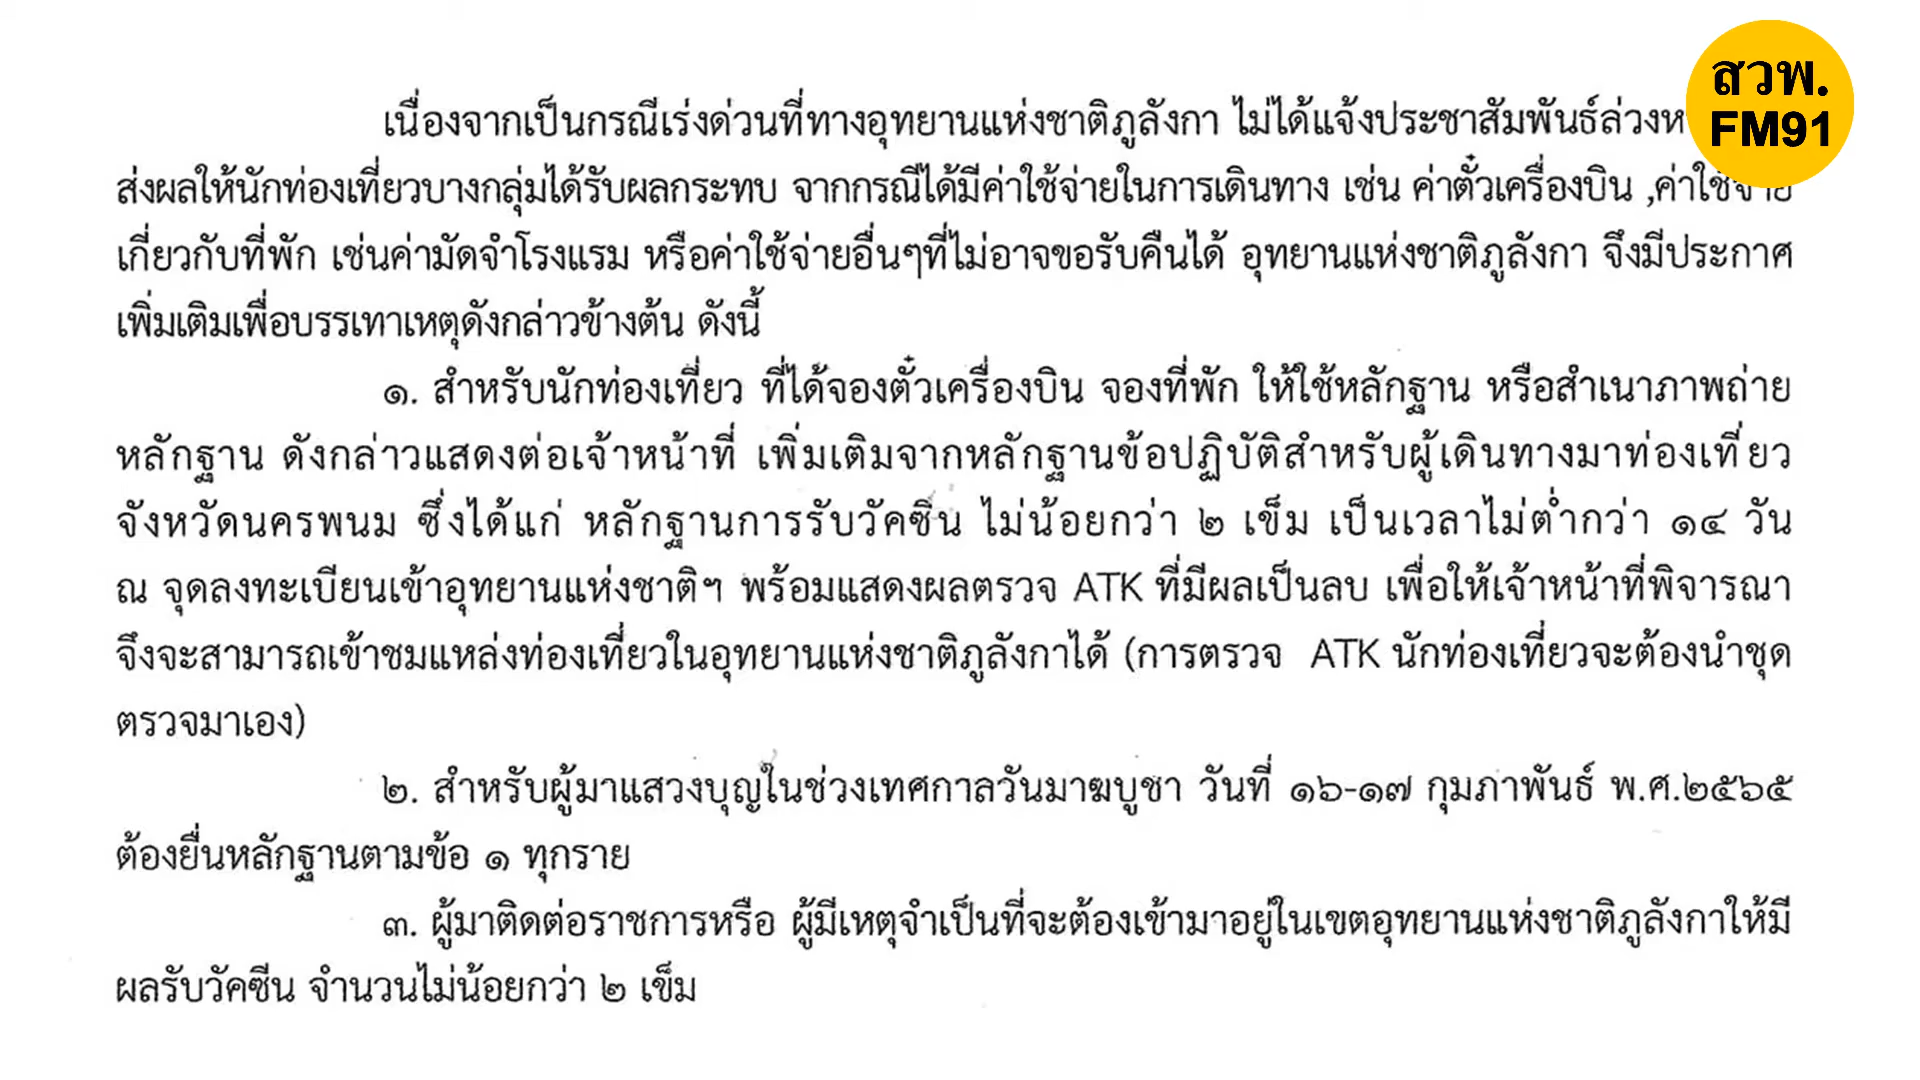 สวพ.
FM91
เนื่องจากเป็นกรณีเร่งด่วนที่ทางอุทยานแห่งชาติภูลังกา ไม่ได้แจ้งประชาสัมพันธ์
ส่งผลให้นักท่องเที่ยวบางกลุ่มได้รับผลกระทบ จากกรณีได้มีค่าใช้จ่ายในการเดินทาง เช่น ค่าตั๋วเครื่องบิน ,ค่าใช้จ่าย
เกี่ยวกับที่พัก เช่นค่ามัดจำโรงแรม หรือค่าใช้จ่ายอื่นๆที่ไม่อาจขอรับคืนได้ อุทยานแห่งชาติภูลังกา จึงมีประกาศ
เพิ่มเติมเพื่อบรรเทาเหตุดังกล่าวข้างต้น ดังนี้
๑. สำหรับนักท่องเที่ยว ที่ได้จองตั๋วเครื่องบิน จองที่พัก ให้ใช้หลักฐาน หรือสำเนาภาพถ่าย
หลักฐาน ดังกล่าวแสดงต่อเจ้าหน้าที่ เพิ่มเติมจากหลักฐานข้อปฏิบัติสำหรับผู้เดินทางมาท่องเที่ยว
จังหวัดนครพนม ซึ่งได้แก่ หลักฐานการรับวัคซีน ไม่น้อยกว่า ๒ เข็ม เป็นเวลาไม่ต่ำกว่า ๑๔ วัน
ณ จุดลงทะเบียนเข้าอุทยานแห่งชาติฯ พร้อมแสดงผลตรวจ ATK ที่มีผลเป็นลบ เพื่อให้เจ้าหน้าที่พิจารณา
จึงจะสามารถเข้าชมแหล่งท่องเที่ยวในอุทยานแห่งชาติภูลังกาได้ (การตรวจ ATK นักท่องเที่ยวจะต้องนำชุด
ตรวจมาเอง)
๒. สำหรับผู้มาแสวงบุญในช่วงเทศกาลวันมาฆบูชา วันที่ ๑๖-๑๗ กุมภาพันธ์ พ.ศ.๒๕๖๕
ต้องยื่นหลักฐานตามข้อ ๑ ทุกราย
๓. ผู้มาติดต่อราชการหรือ ผู้มีเหตุจำเป็นที่จะต้องเข้ามาอยู่ในเขตอุทยานแห่งชาติภูลังกาให้มี
ผลรับวัคซีน จำนวนไม่น้อยกว่า ๒ เข็ม